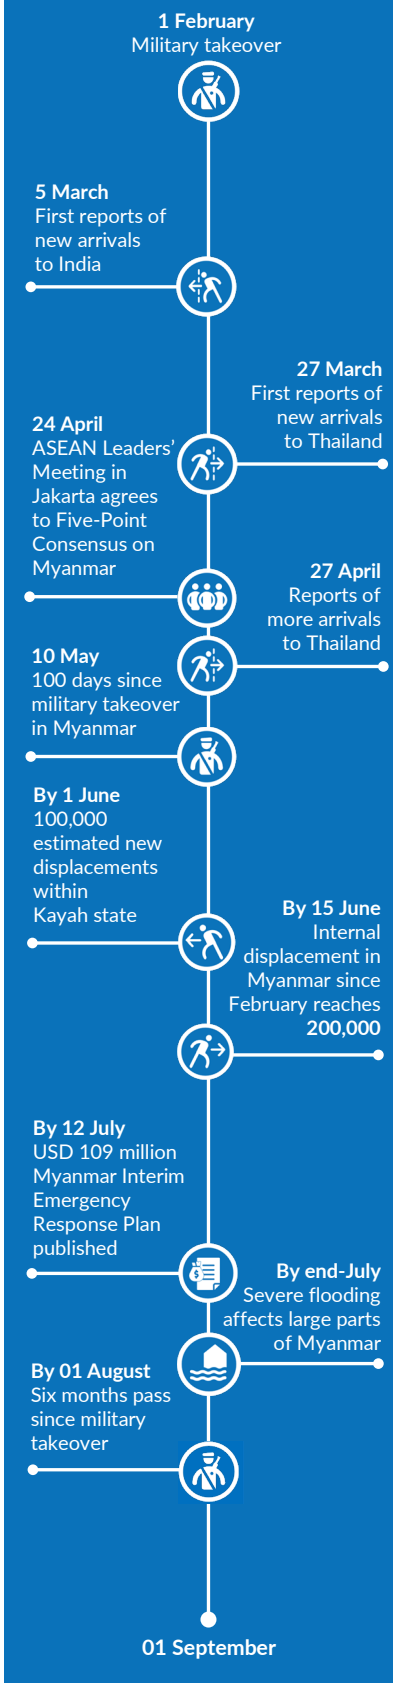 1 February
Military takeover
5 March
First reports of
new arrivals
to India
27 March
First reports of
new arrivals
to Thailand
24 April
ASEAN Leaders’
Meeting in
Jakarta agrees
to Five-Point
Consensus on
Myanmar
27 April
Reports of
more arrivals
to Thailand
10 May
100 days since
military takeover
in Myanmar
By 1 June
100,000
estimated new
displacements
within
Kayah state
By 15 June
Internal
displacement in
Myanmar since
February reaches
200,000
By 12 July
USD 109 million
Myanmar Interim
Emergency
Response Plan
published
By end-July
Severe flooding
affects large parts
of Myanmar
By 01 August
Six months pass
since military
takeover
01 September